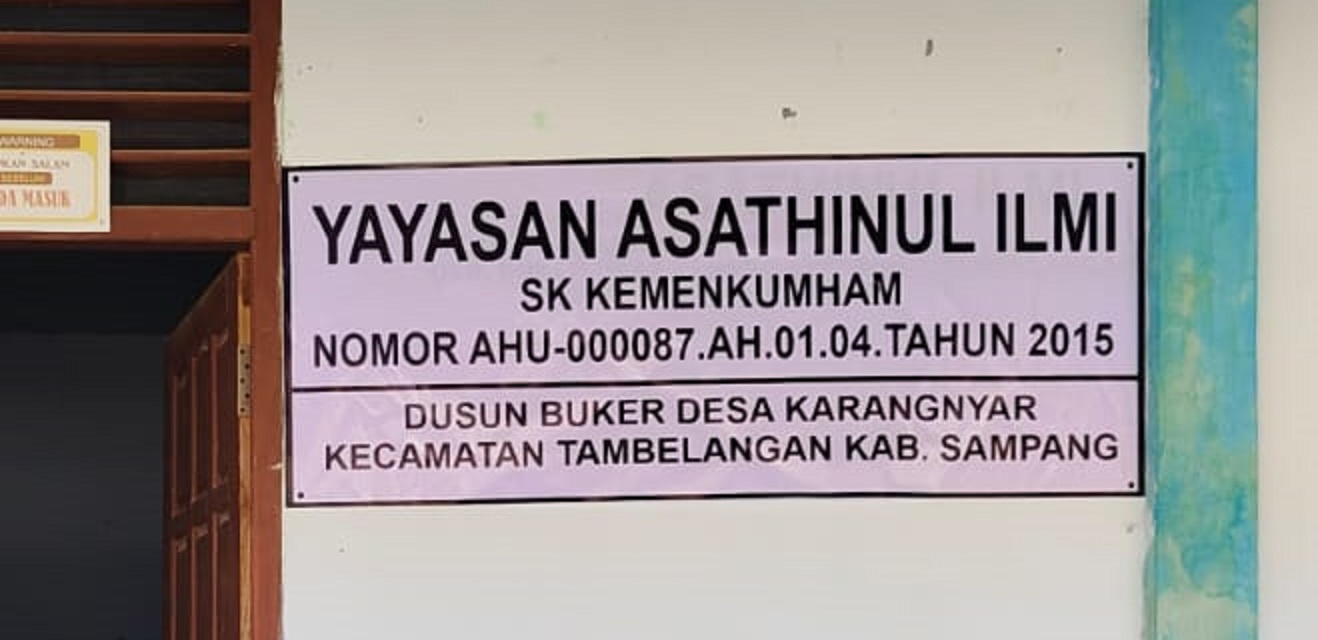 WARNING
SALAM
MASUK
YAYASAN ASATHINUL ILMI
SK KEMENKUMHAM
NOMOR AHU-000087.AH.01.04.TAHUN 2015
DUSUN BUKER DESA KARANGNYAR
KECAMATAN TAMBELANGAN KAB. SAMPANG